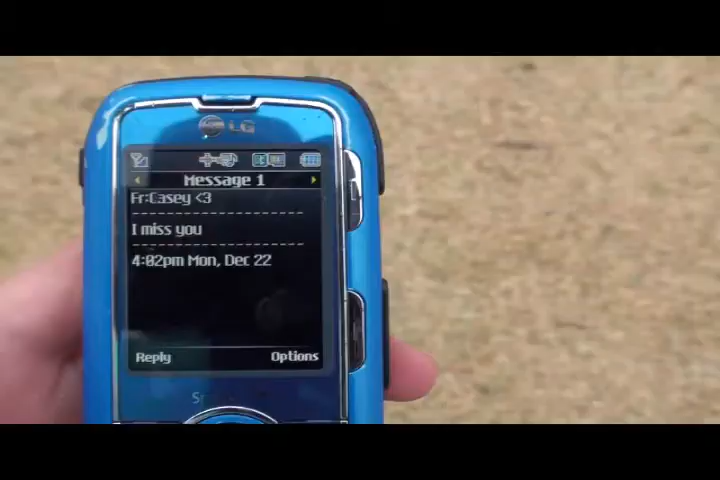 LG
Message 1
Fr:Casey <3
I miss you
4:02pm Mon, Dec 22
Reply Options